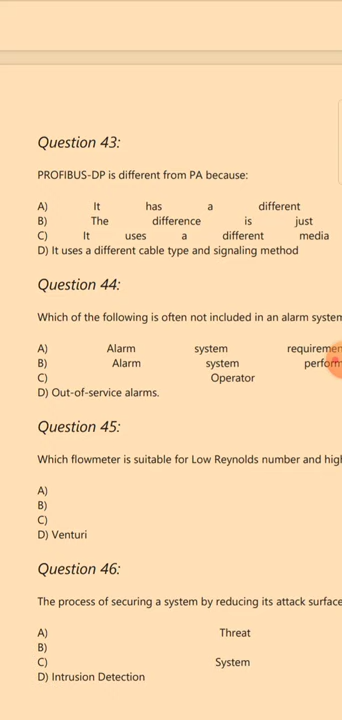 Question 43:
PROFIBUS-DP is different from PA because:
A) It has a different
B) The difference is just
C) It uses a different media
D) It uses a different cable type and signaling method
Question 44:
Which of the following is often not included in an alarm system
A) Alarm system
B) Alarm system
C) Operator
D) Out-of-service alarms.
Question 45:
Which flowmeter is suitable for Low Reynolds number and
A)
B)
C)
D) Venturi
Question 46:
The process of securing a system by reducing its attack surface
A) Threat
B)
C) System
D) Intrusion Detection